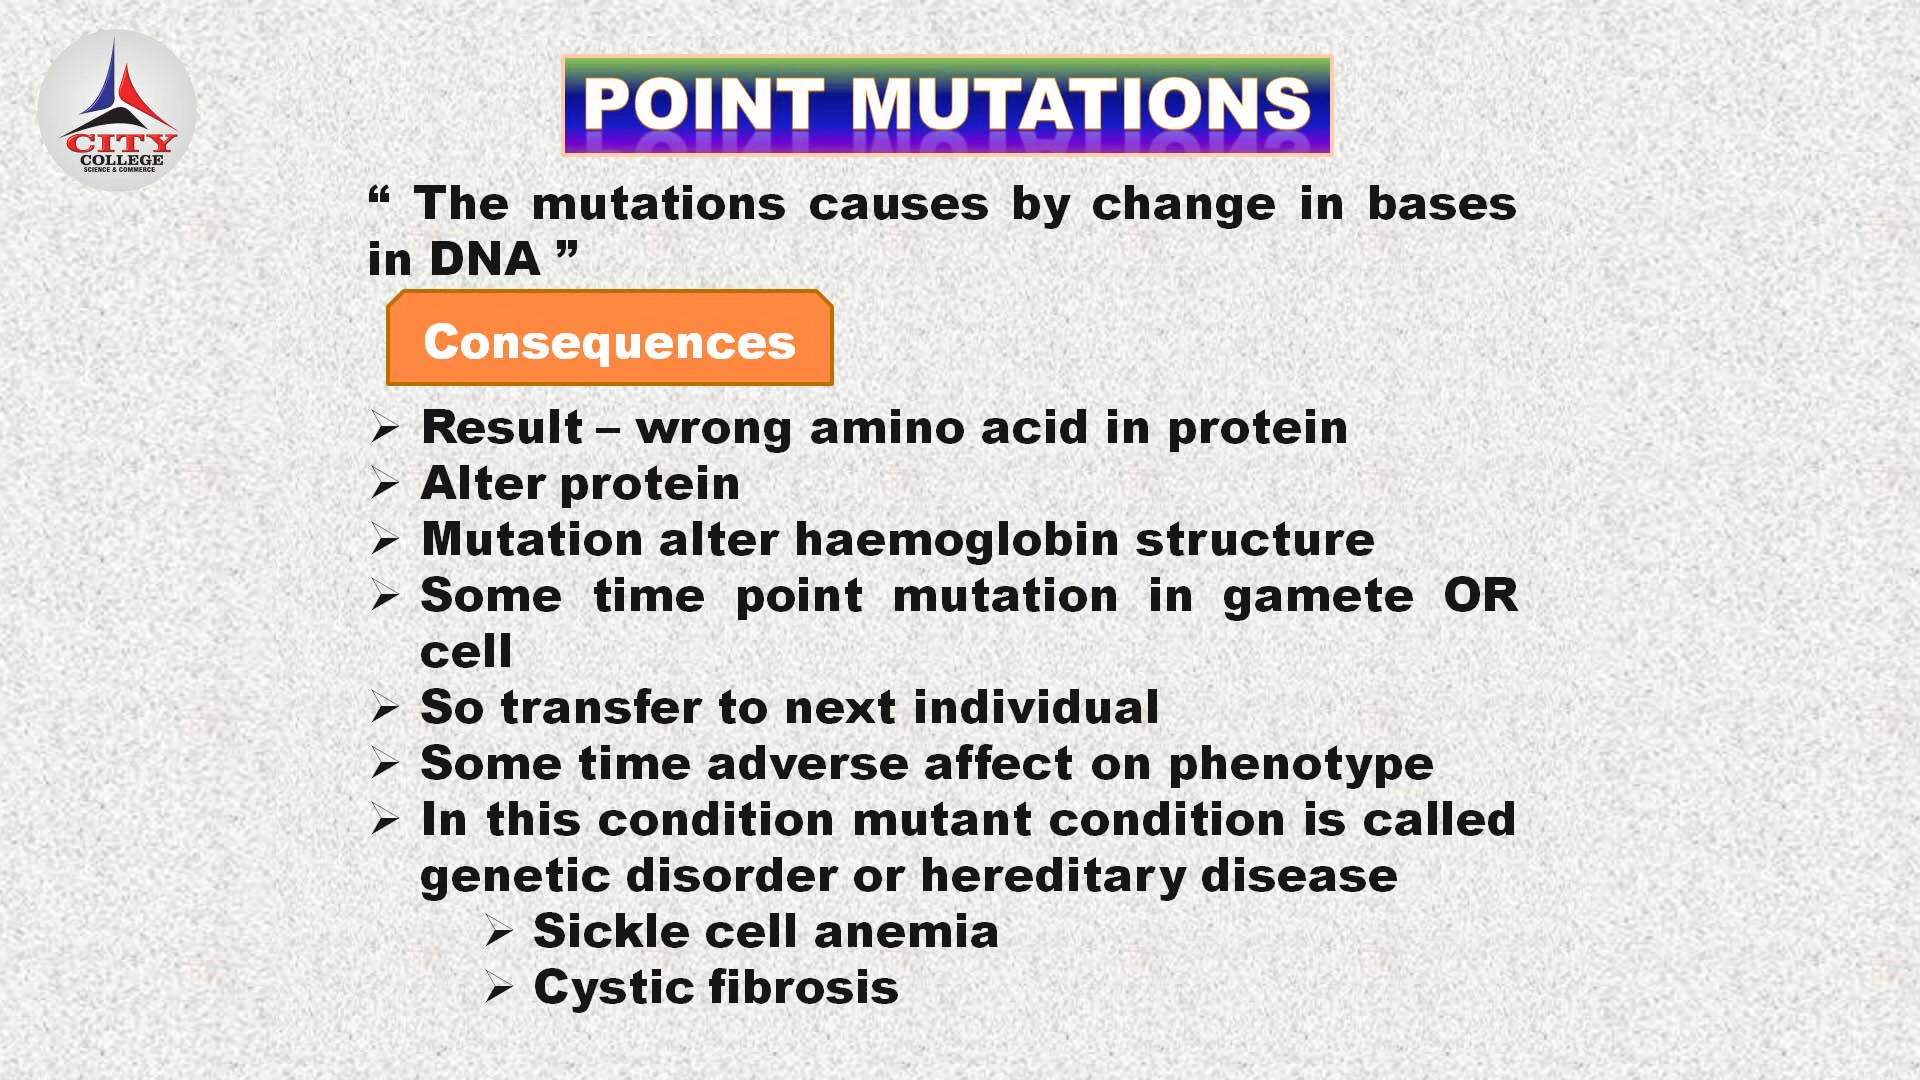 CITY
COLLEGE
SCIENCE & COMMERCE
POINT MUTATIONS
“ The mutations causes by change in bases
in DNA ”
Consequences
➢ Result – wrong amino acid in protein
➢ Alter protein
➢ Mutation alter haemoglobin structure
➢ Some time point mutation in gamete OR
cell
➢ So transfer to next individual
➢ Some time adverse affect on phenotype
➢ In this condition mutant condition is called
genetic disorder or hereditary disease
➢ Sickle cell anemia
➢ Cystic fibrosis